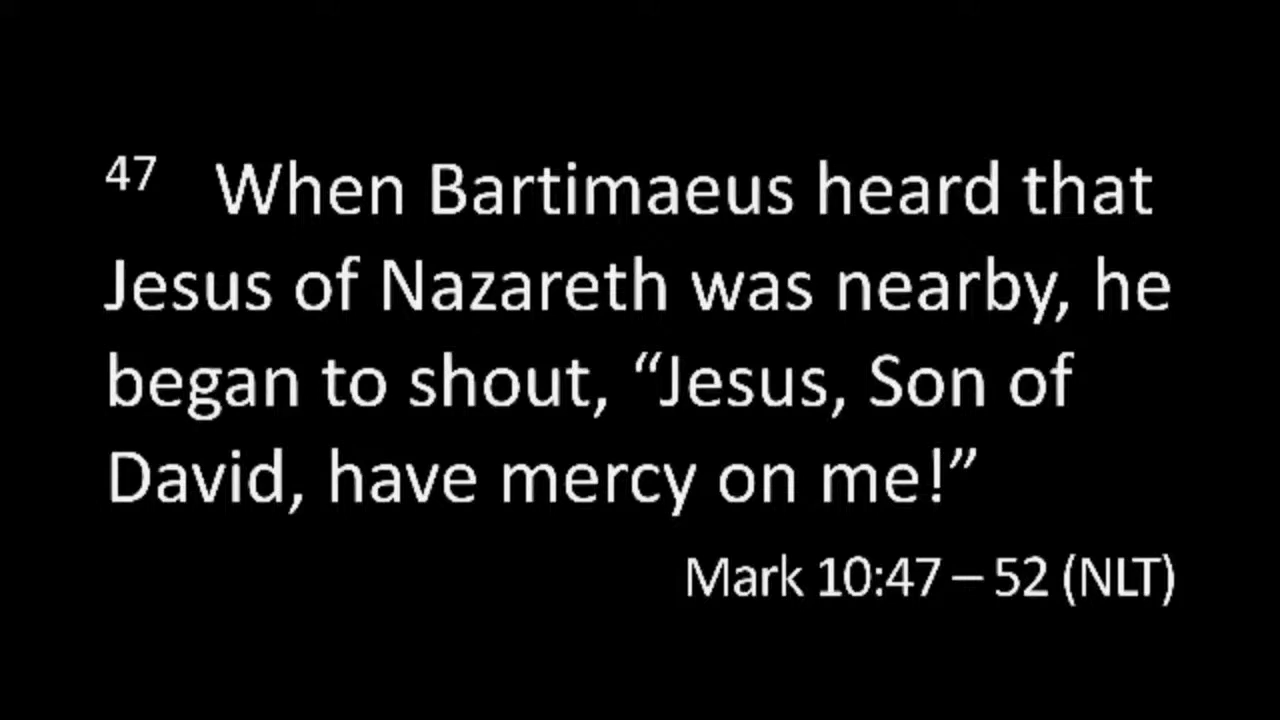 47 When Bartimaeus heard that
Jesus of Nazareth was nearby, he
began to shout, “Jesus, Son of
David, have mercy on me!”
Mark 10:47 – 52 (NLT)